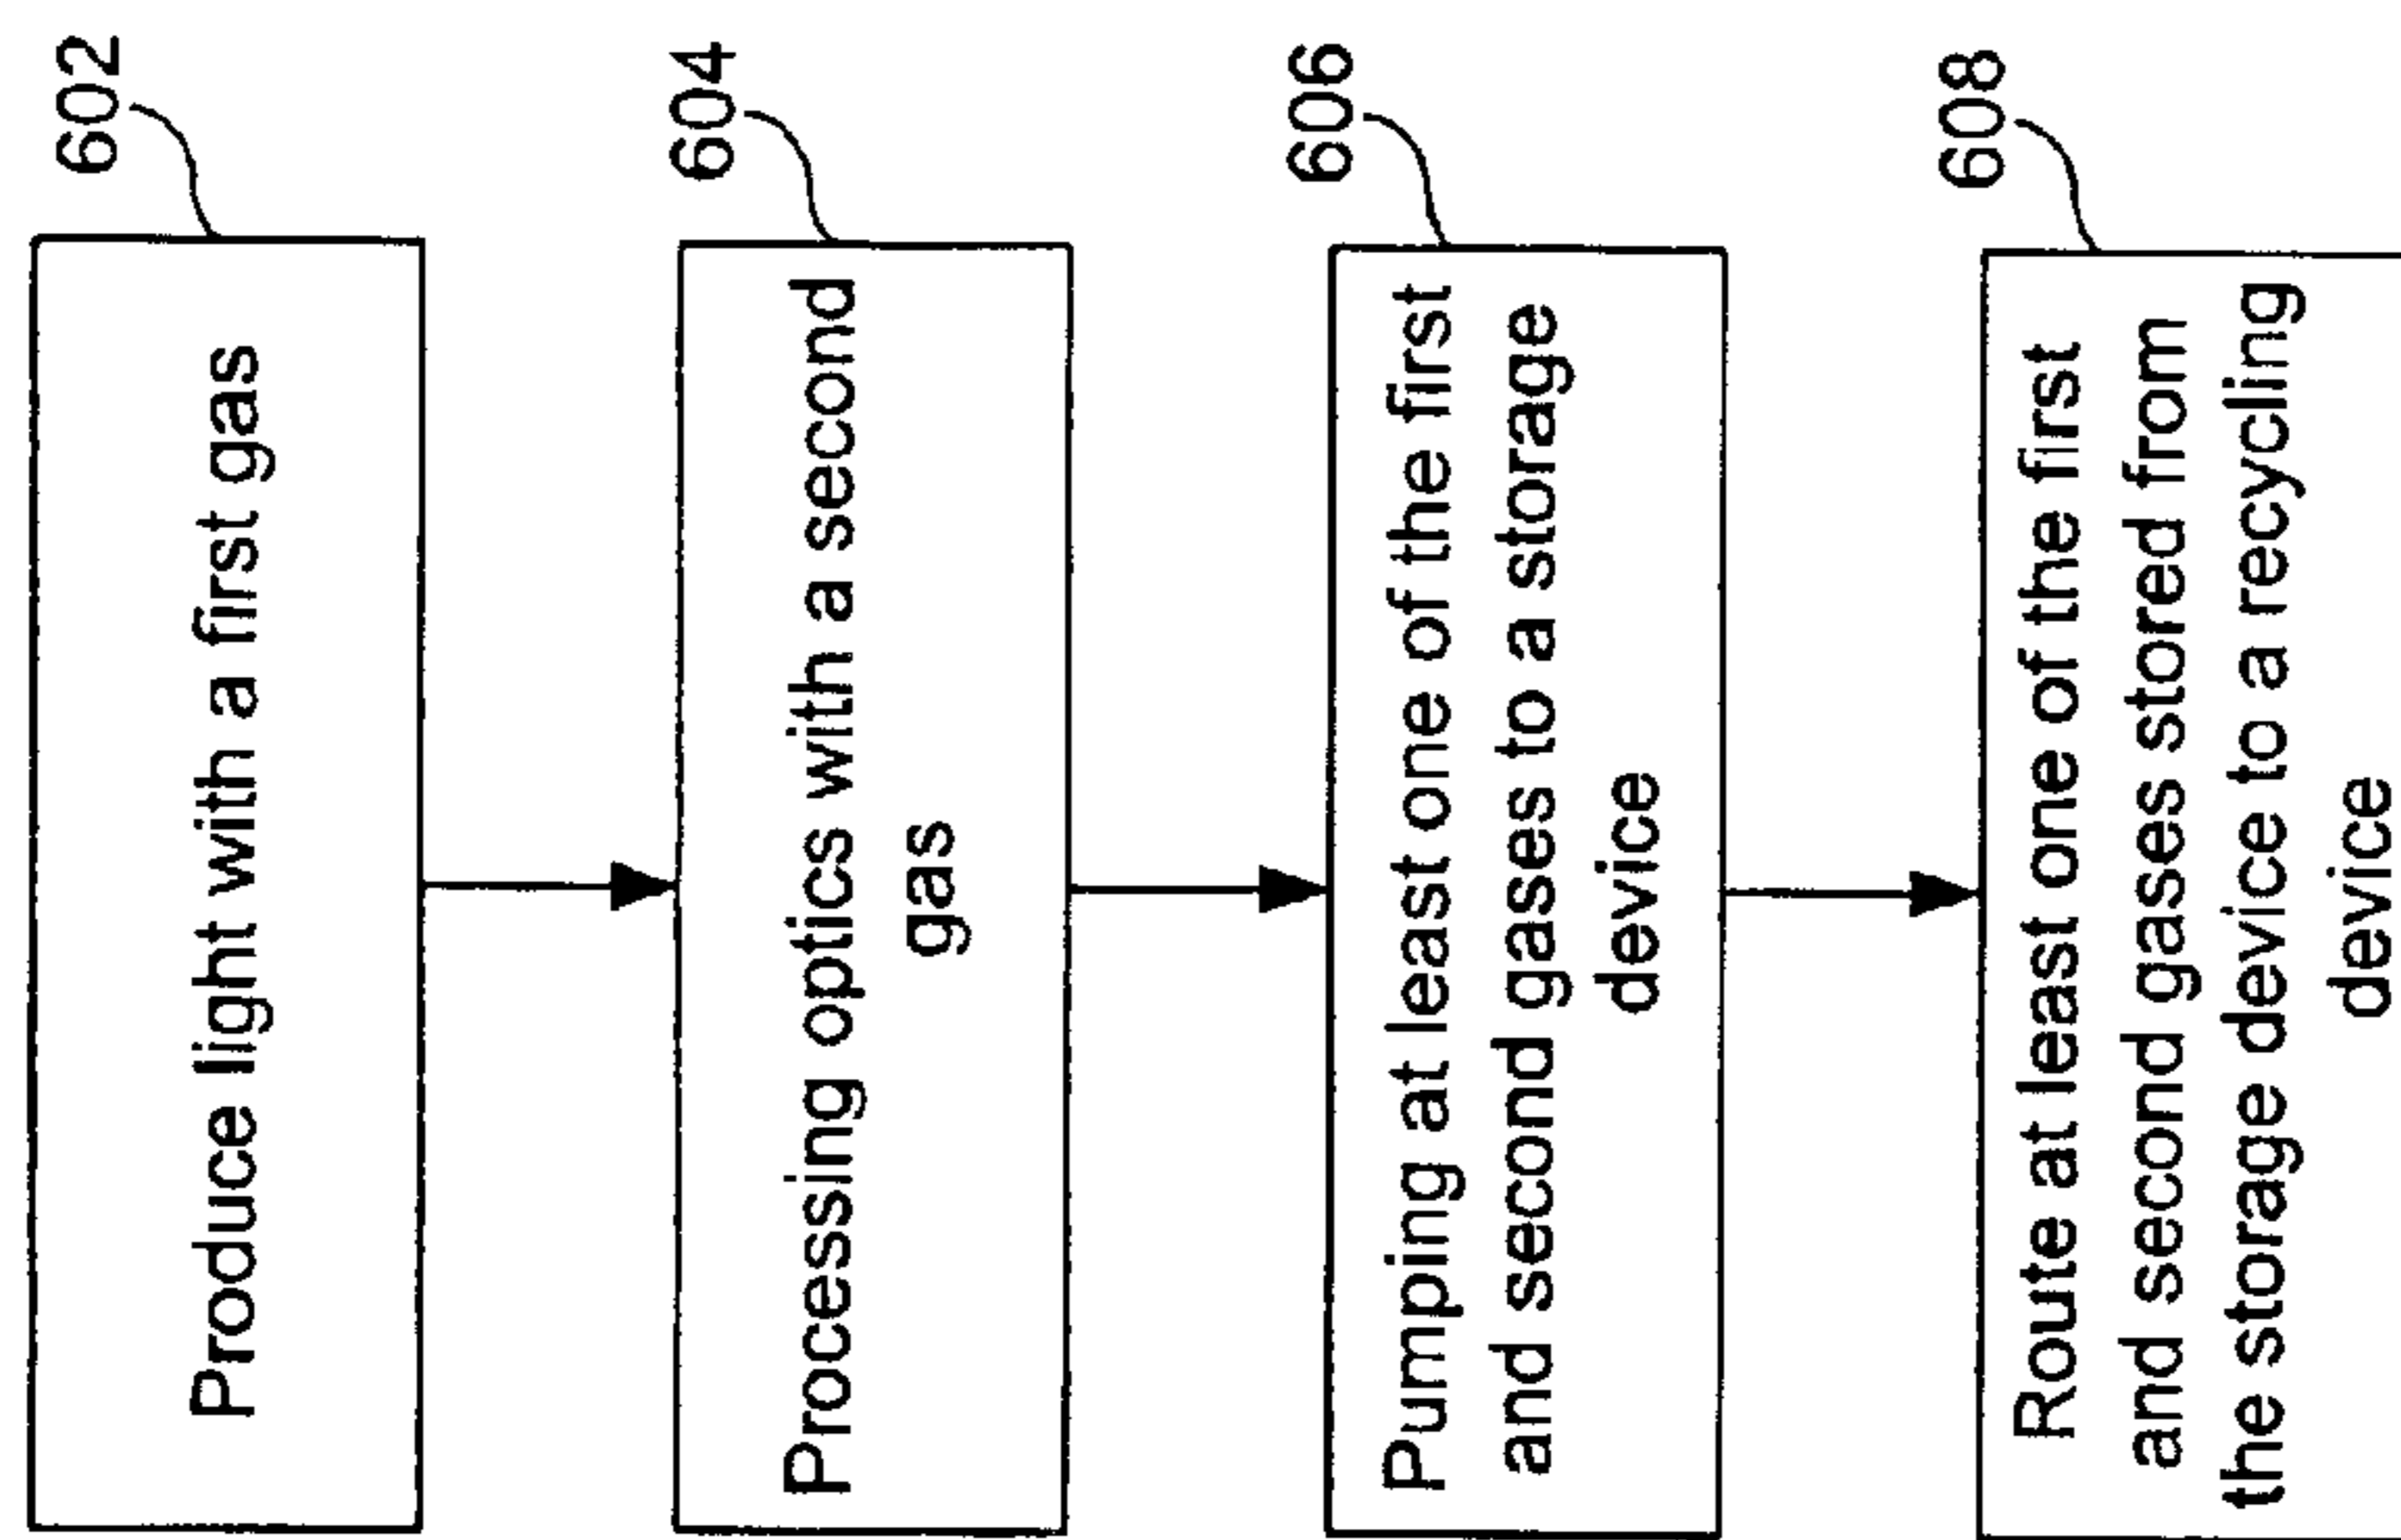 602
Produce light with a first gas
604
Processing optics with a second
gas
606
Pumping at least one of the first
and second gases to a storage
device
608
Route at least one of the first
and second gases stored from
the storage device to a recycling
device